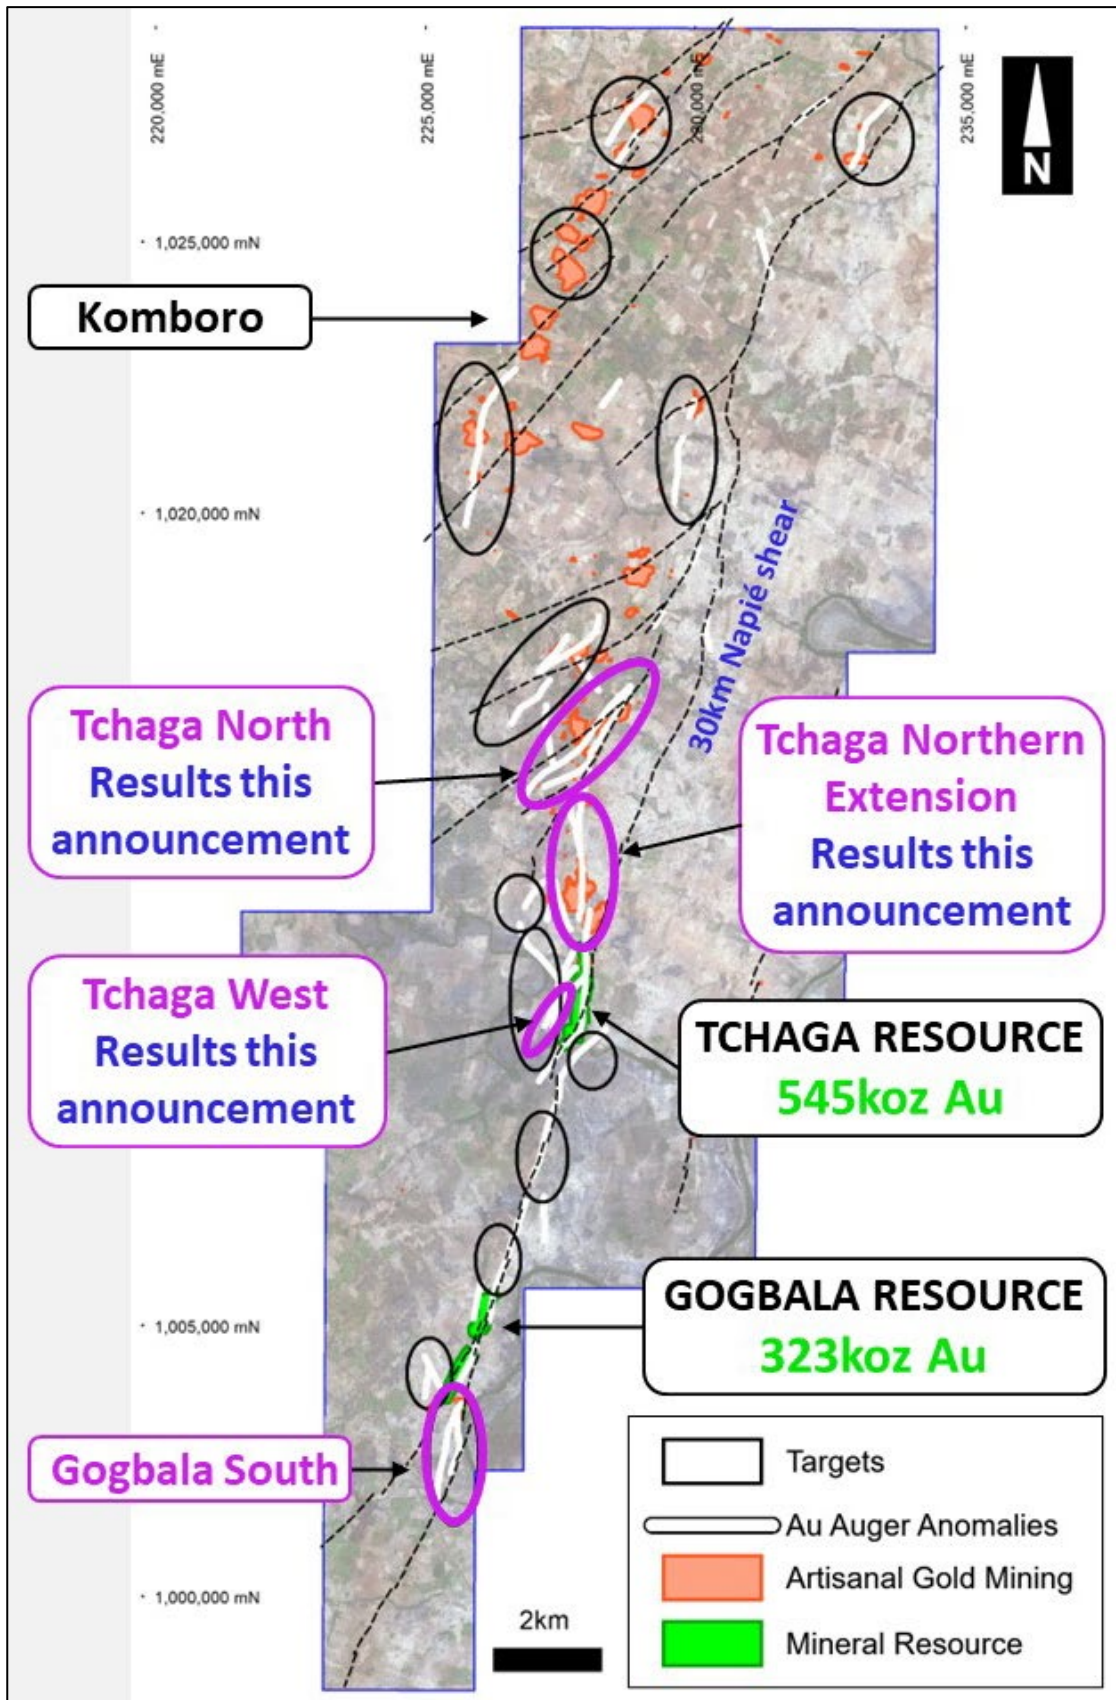 220,000 mE
225,000 mE
230,000 mE
235,000 mE
N
1,025,000 mN
Komboro
1,020,000 mN
30km Napié shear
Tchaga North
Results this
announcement
Tchaga Northern
Extension
Results this
announcement
Tchaga West
Results this
announcement
TCHAGA RESOURCE
545koz Au
GOGBALA RESOURCE
323koz Au
1,005,000 mN
Gogbala South
1,000,000 mN
2km
Targets
Au Auger Anomalies
Artisanal Gold Mining
Mineral Resource